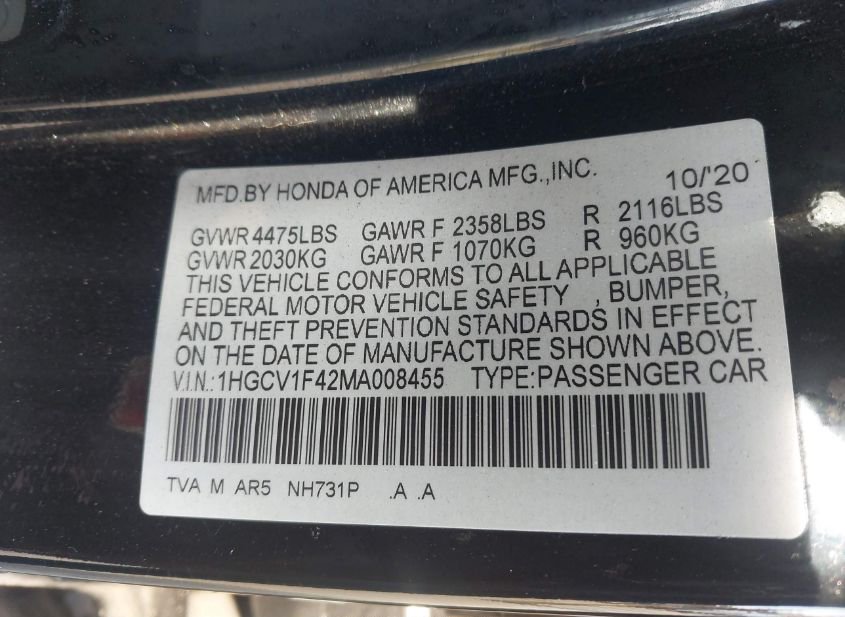 MFD.BY HONDA OF AMERICA MFG.,INC. 10/'20
GVWR 4475LBS GAWR F 2358LBS R 2116LBS
GVWR 2030KG GAWR F 1070KG R 960KG
THIS VEHICLE CONFORMS TO ALL APPLICABLE
FEDERAL MOTOR VEHICLE SAFETY , BUMPER,
AND THEFT PREVENTION STANDARDS IN EFFECT
ON THE DATE OF MANUFACTURE SHOWN ABOVE.
V.I.N.:1HGCV1F42MA008455 TYPE:PASSENGER CAR
TVA M AR5 NH731P .A .A